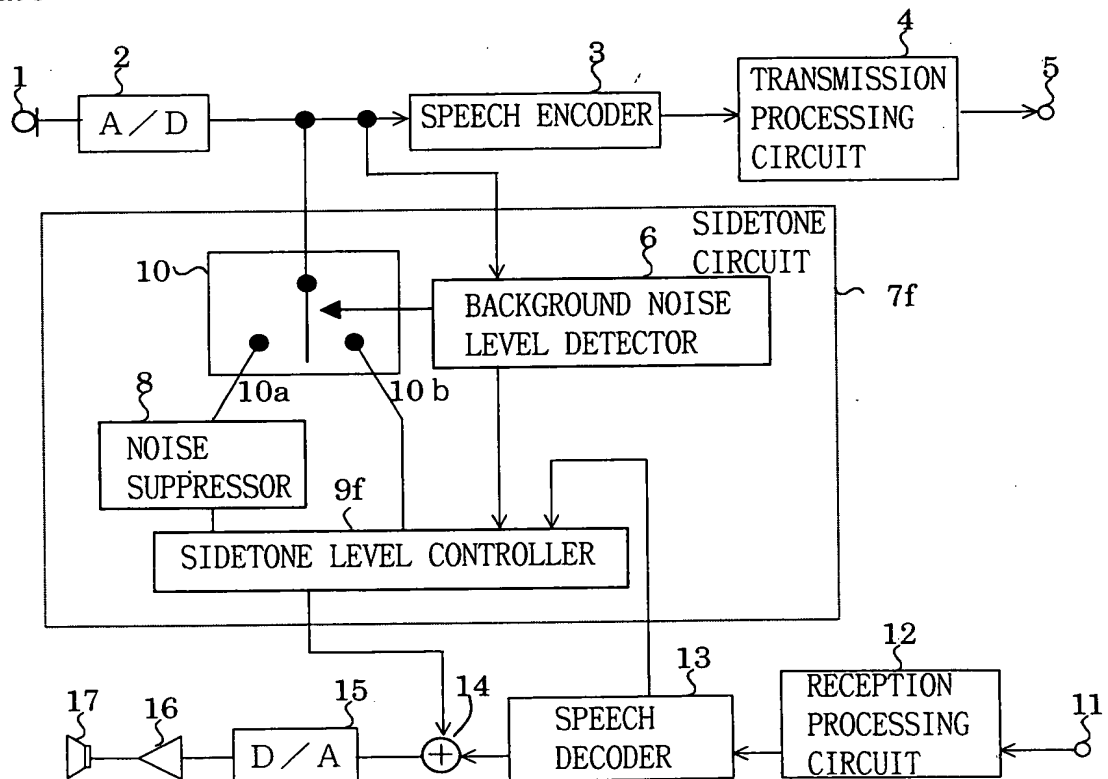 1
2
A/D
3
SPEECH ENCODER
4
TRANSMISSION
PROCESSING
CIRCUIT
5
SIDETONE
CIRCUIT
7f
10
10a
10b
6
BACKGROUND NOISE
LEVEL DETECTOR
8
NOISE
SUPPRESSOR
9f
SIDETONE LEVEL CONTROLLER
17
16
15
D/A
14
+
13
SPEECH
DECODER
12
RECEPTION
PROCESSING
CIRCUIT
11